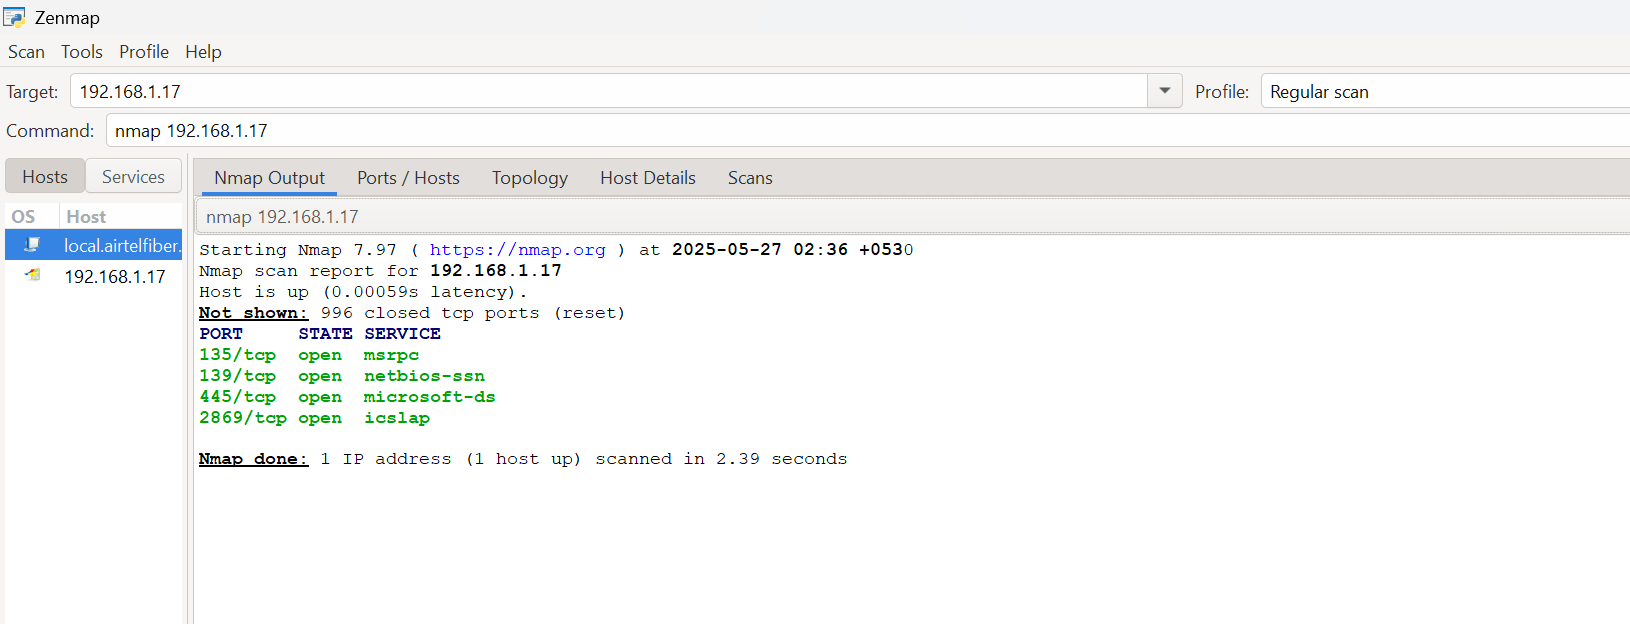 Zenmap
Scan Tools Profile Help
Target: 192.168.1.17 Profile: Regular scan
Command: nmap 192.168.1.17
Hosts Services
OS Host
local.airtelfiber.
192.168.1.17
Nmap Output Ports / Hosts Topology Host Details Scans
nmap 192.168.1.17
Starting Nmap 7.97 ( https://nmap.org ) at 2025-05-27 02:36 +0530
Nmap scan report for 192.168.1.17
Host is up (0.00059s latency).
Not shown: 996 closed tcp ports (reset)
PORT STATE SERVICE
135/tcp open msrpc
139/tcp open netbios-ssn
445/tcp open microsoft-ds
2869/tcp open icslap
Nmap done: 1 IP address (1 host up) scanned in 2.39 seconds